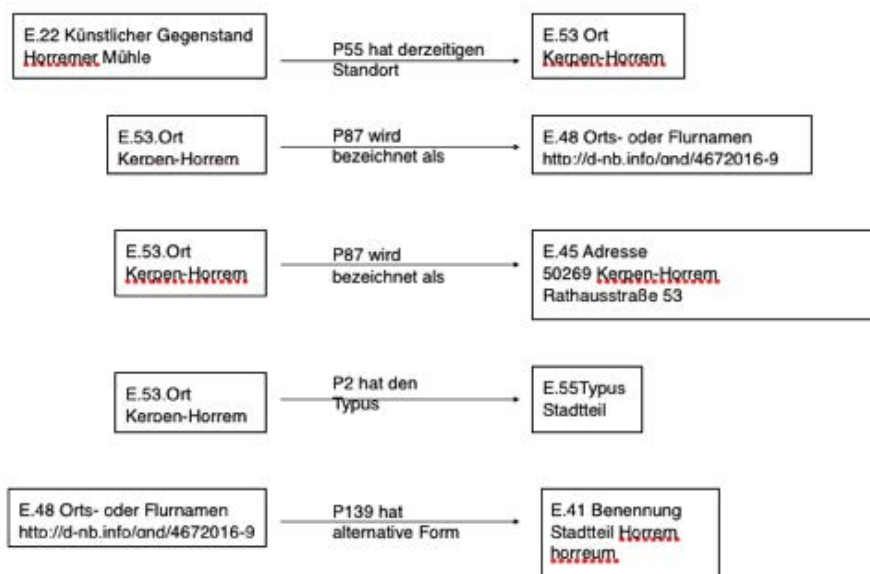 E.22 Künstlicher Gegenstand
Horremer Mühle
P55 hat derzeitigen
Standort
E.53 Ort
Kerpen-Horrem
E.53.Ort
Kerpen-Horrem
P87 wird
bezeichnet als
E.48 Orts- oder Flurnamen
http://d-nb.info/gnd/4672016-9
E.53.Ort
Kerpen-Horrem
P87 wird
bezeichnet als
E.45 Adresse
50269 Kerpen-Horrem
Rathausstraße 53
E.53.Ort
Kerpen-Horrem
P2 hat den
Typus
E.55Typus
Stadtteil
E.48 Orts- oder Flurnamen
http://d-nb.info/gnd/4672016-9
P139 hat
alternative Form
E.41 Benennung
Stadtteil Horrem
horreum